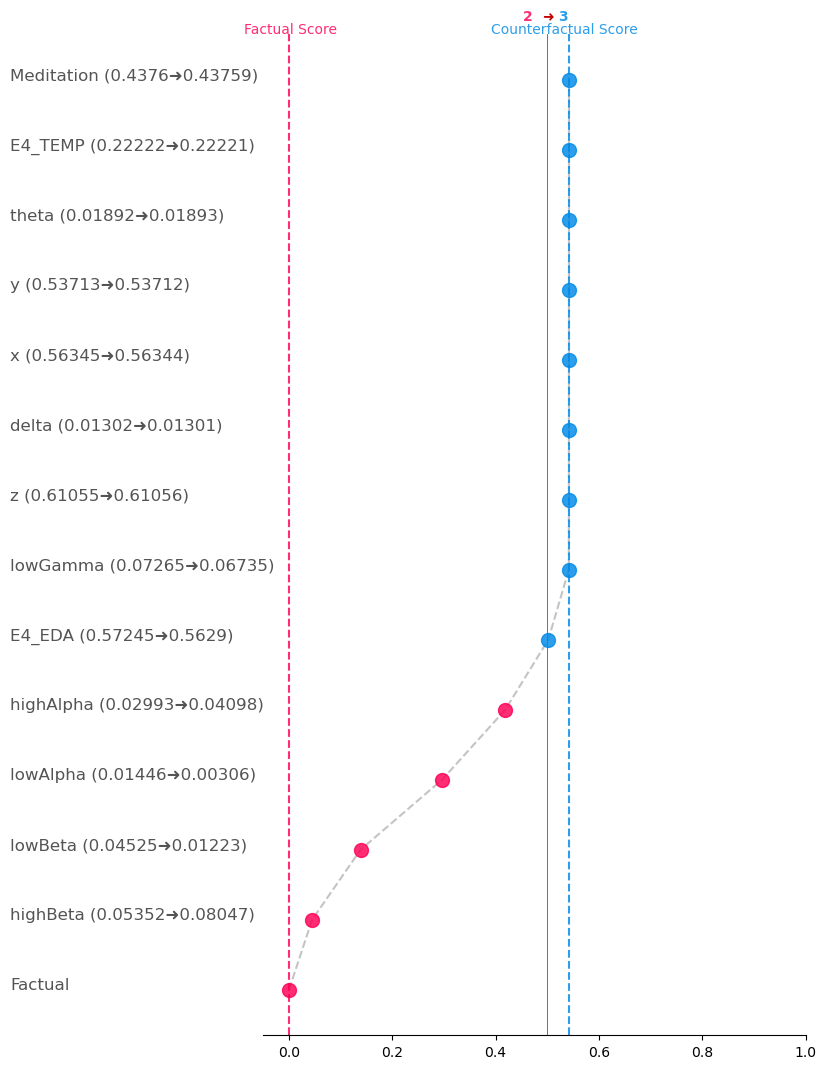 2 ➜ 3
Factual Score Counterfactual Score
Meditation (0.4376➜0.43759)
E4_TEMP (0.22222➜0.22221)
theta (0.01892➜0.01893)
y (0.53713➜0.53712)
x (0.56345➜0.56344)
delta (0.01302➜0.01301)
z (0.61055➜0.61056)
lowGamma (0.07265➜0.06735)
E4_EDA (0.57245➜0.5629)
highAlpha (0.02993➜0.04098)
lowAlpha (0.01446➜0.00306)
lowBeta (0.04525➜0.01223)
highBeta (0.05352➜0.08047)
Factual
0.0 0.2 0.4 0.6 0.8 1.0